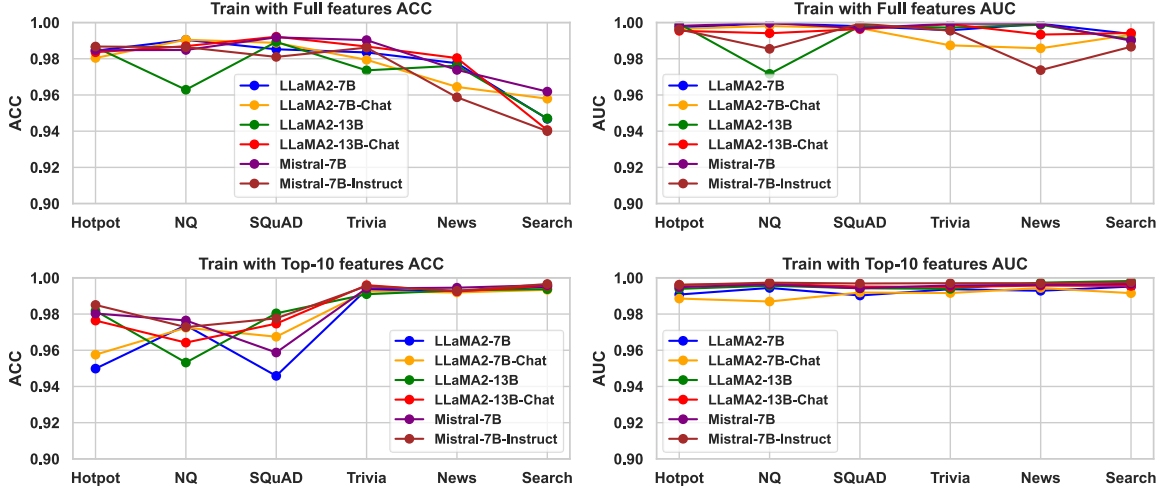 Train with Full features ACC
1.00
0.98
0.96
0.94
0.92
0.90
ACC
LLaMA2-7B
LLaMA2-7B-Chat
LLaMA2-13B
LLaMA2-13B-Chat
Mistral-7B
Mistral-7B-Instruct
Hotpot NQ SQuAD Trivia News Search
Train with Full features AUC
1.00
0.98
0.96
0.94
0.92
0.90
AUC
LLaMA2-7B
LLaMA2-7B-Chat
LLaMA2-13B
LLaMA2-13B-Chat
Mistral-7B
Mistral-7B-Instruct
Hotpot NQ SQuAD Trivia News Search
Train with Top-10 features ACC
1.00
0.98
0.96
0.94
0.92
0.90
ACC
LLaMA2-7B
LLaMA2-7B-Chat
LLaMA2-13B
LLaMA2-13B-Chat
Mistral-7B
Mistral-7B-Instruct
Hotpot NQ SQuAD Trivia News Search
Train with Top-10 features AUC
1.00
0.98
0.96
0.94
0.92
0.90
AUC
LLaMA2-7B
LLaMA2-7B-Chat
LLaMA2-13B
LLaMA2-13B-Chat
Mistral-7B
Mistral-7B-Instruct
Hotpot NQ SQuAD Trivia News Search